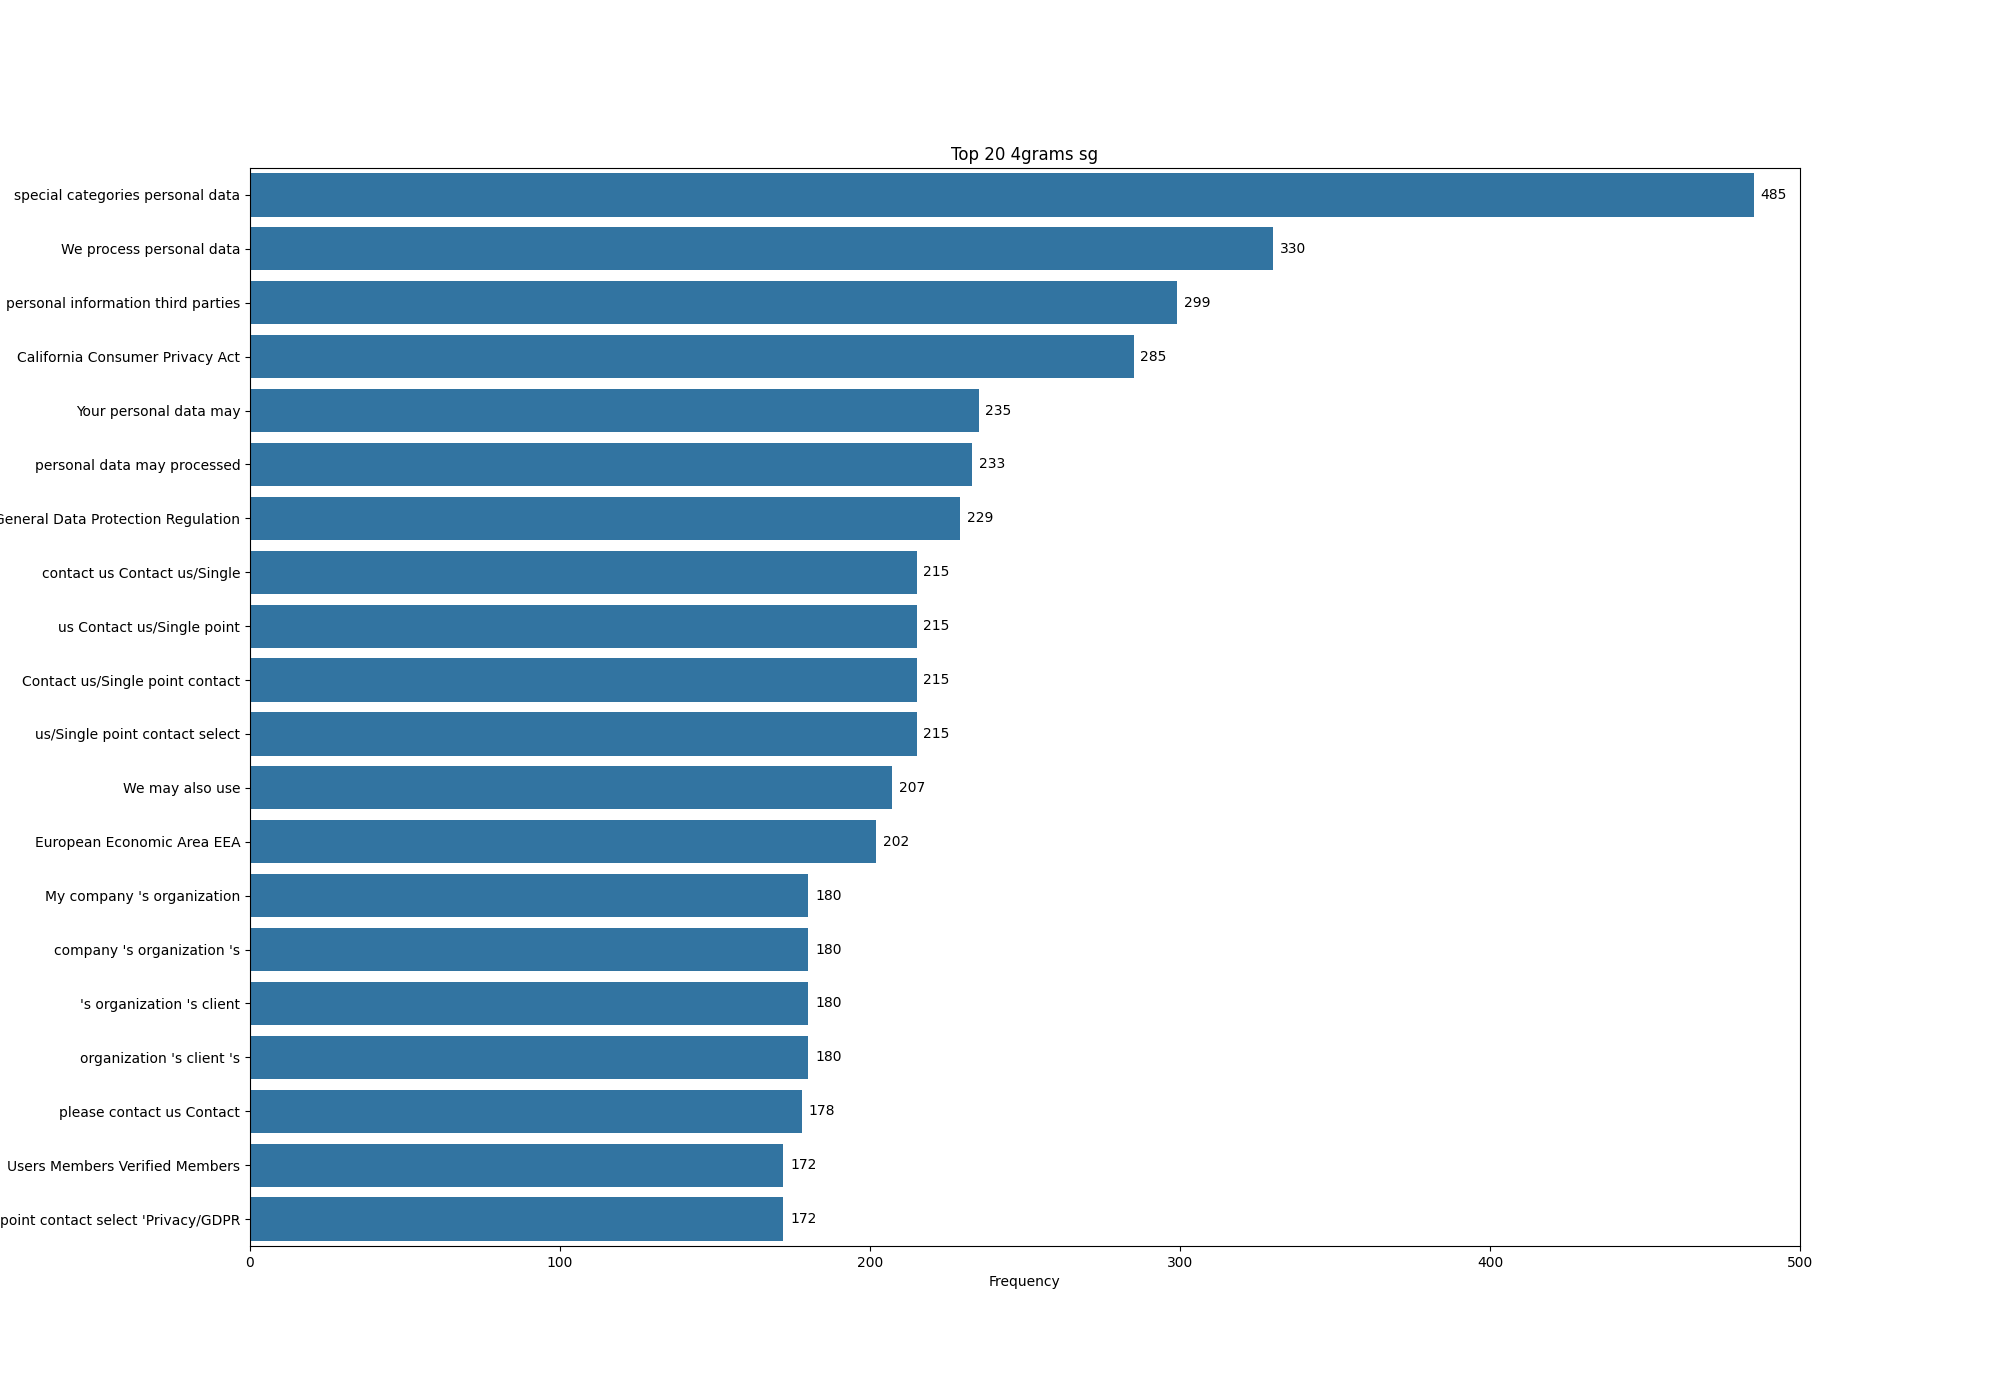 Top 20 4grams sg
special categories personal data 485
We process personal data 330
personal information third parties 299
California Consumer Privacy Act 285
Your personal data may 235
personal data may processed 233
General Data Protection Regulation 229
contact us Contact us/Single 215
us Contact us/Single point 215
Contact us/Single point contact 215
us/Single point contact select 215
We may also use 207
European Economic Area EEA 202
My company 's organization 180
company 's organization 's 180
's organization 's client 180
organization 's client 's 180
please contact us Contact 178
Users Members Verified Members 172
point contact select 'Privacy/GDPR 172
0 100 200 300 400 500
Frequency